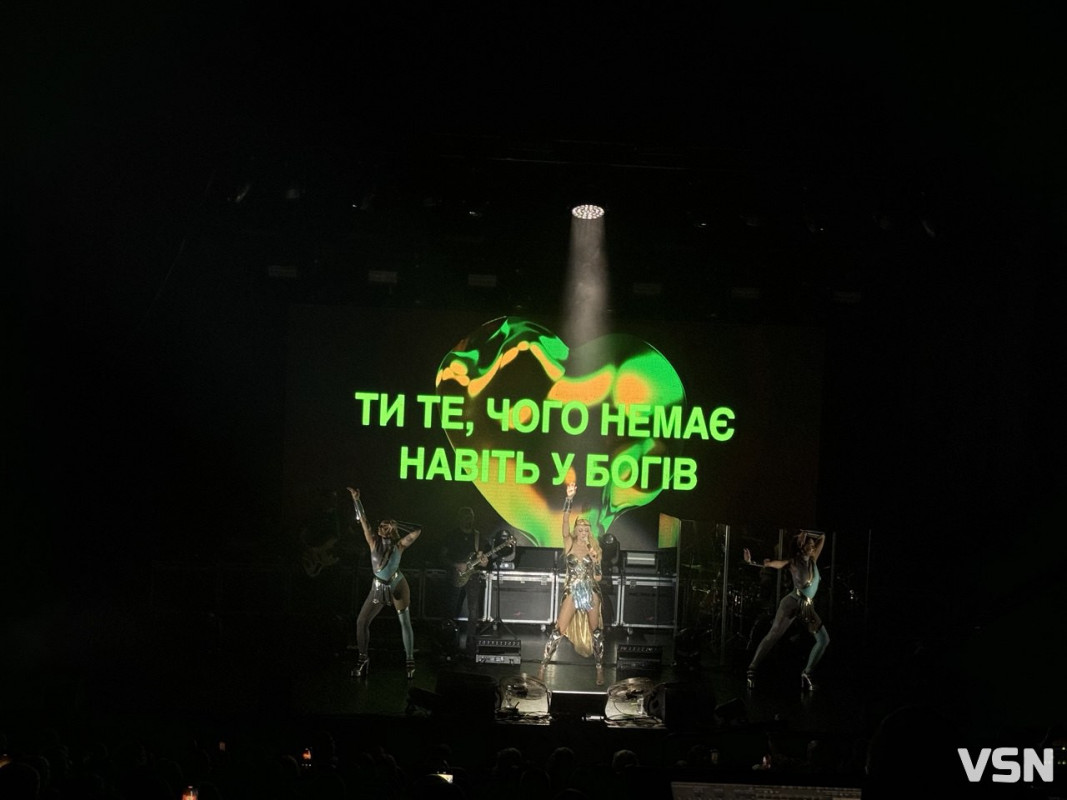 ТИ ТЕ, ЧОГО НЕМАЄ
НАВІТЬ У БОГІВ
VSN